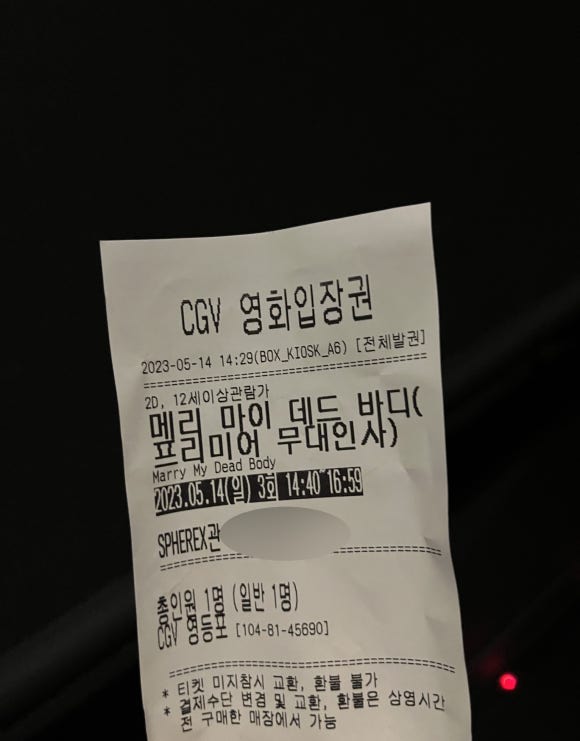 CGV 영화입장권
2023-05-14 14:29(BOX_KIOSK_A6) [전체발권]
2D, 12세이상관람가
메리 마이 데드 바디(
프리미어 무대인사)
Marry My Dead Body
2023.05.14(일) 3회 14:40~16:59
SPHEREX관
총인원 1명 (일반 1명)
CGV 영등포 [104-81-45690]
* 티켓 미지참시 교환, 환불 불가
* 결제수단 변경 및 교환, 환불은 상영시간
전 구매한 매장에서 가능